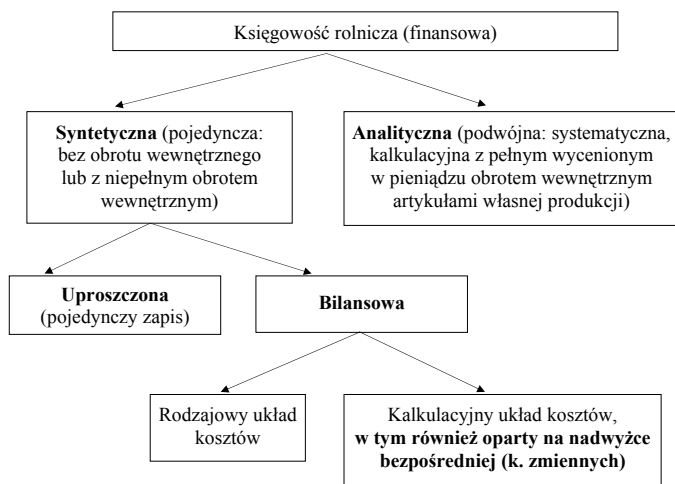 Księgowość rolnicza (finansowa)
Syntetyczna (pojedyncza:
bez obrotu wewnętrznego
lub z niepełnym obrotem
wewnętrznym)
Analityczna (podwójna: systematyczna,
kalkulacyjna z pełnym wycenionym
w pieniądzu obrotem wewnętrznym
artykułami własnej produkcji)
Uproszczona
(pojedynczy zapis)
Bilansowa
Rodzajowy układ
kosztów
Kalkulacyjny układ kosztów,
w tym również oparty na nadwyżce
bezpośredniej (k. zmiennych)